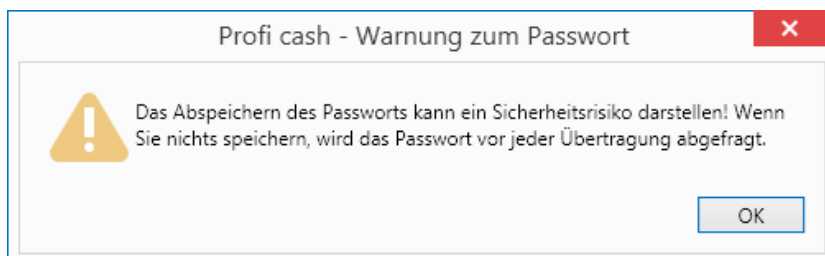 Profi cash - Warnung zum Passwort
Das Abspeichern des Passworts kann ein Sicherheitsrisiko darstellen! Wenn
Sie nichts speichern, wird das Passwort vor jeder Übertragung abgefragt.
OK